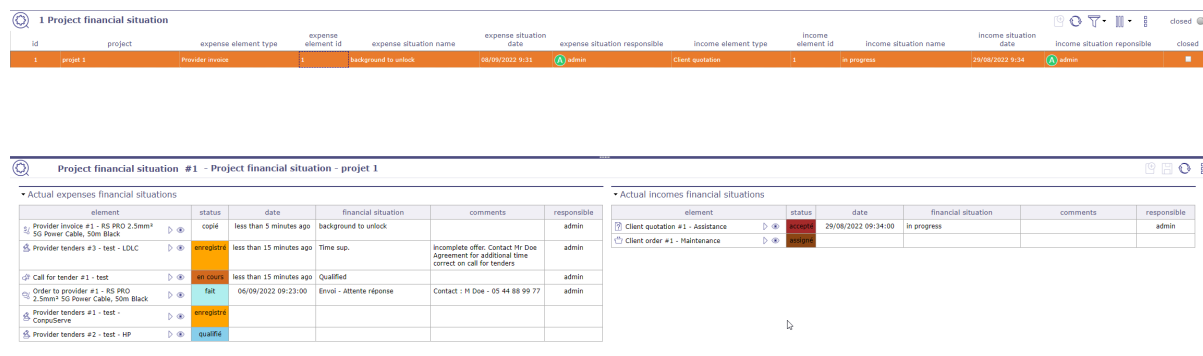 1 Project financial situation
closed
id project expense element type expense element id expense situation name expense situation date expense situation responsible income element type income element id income situation name income situation date income situation reponsible closed
1 projet 1 Provider invoice 1 background to unlock 08/09/2022 9:31 A admin Client quotation 1 in progress 29/08/2022 9:34 A admin
Project financial situation #1 - Project financial situation - projet 1
Actual expenses financial situations
element status date financial situation comments responsible
Provider invoice #1 - RS PRO 2.5mm² 5G Power Cable, 50m Black copié less than 5 minutes ago background to unlock admin
Provider tenders #3 - test - LDLC enregistré less than 15 minutes ago Time sup. incomplete offer. Contact Mr Doe
Agreement for additional time
correct on call for tenders admin
Call for tender #1 - test en cours less than 15 minutes ago Qualified admin
Order to provider #1 - RS PRO
2.5mm² 5G Power Cable, 50m Black fait 06/09/2022 09:23:00 Envoi - Attente réponse Contact : M Doe - 05 44 88 99 77 admin
Provider tenders #1 - test -
ConpuServe enregistré
Provider tenders #2 - test - HP qualifié
Actual incomes financial situations
element status date financial situation comments responsible
Client quotation #1 - Assistance accepté 29/08/2022 09:34:00 in progress admin
Client order #1 - Maintenance assigné